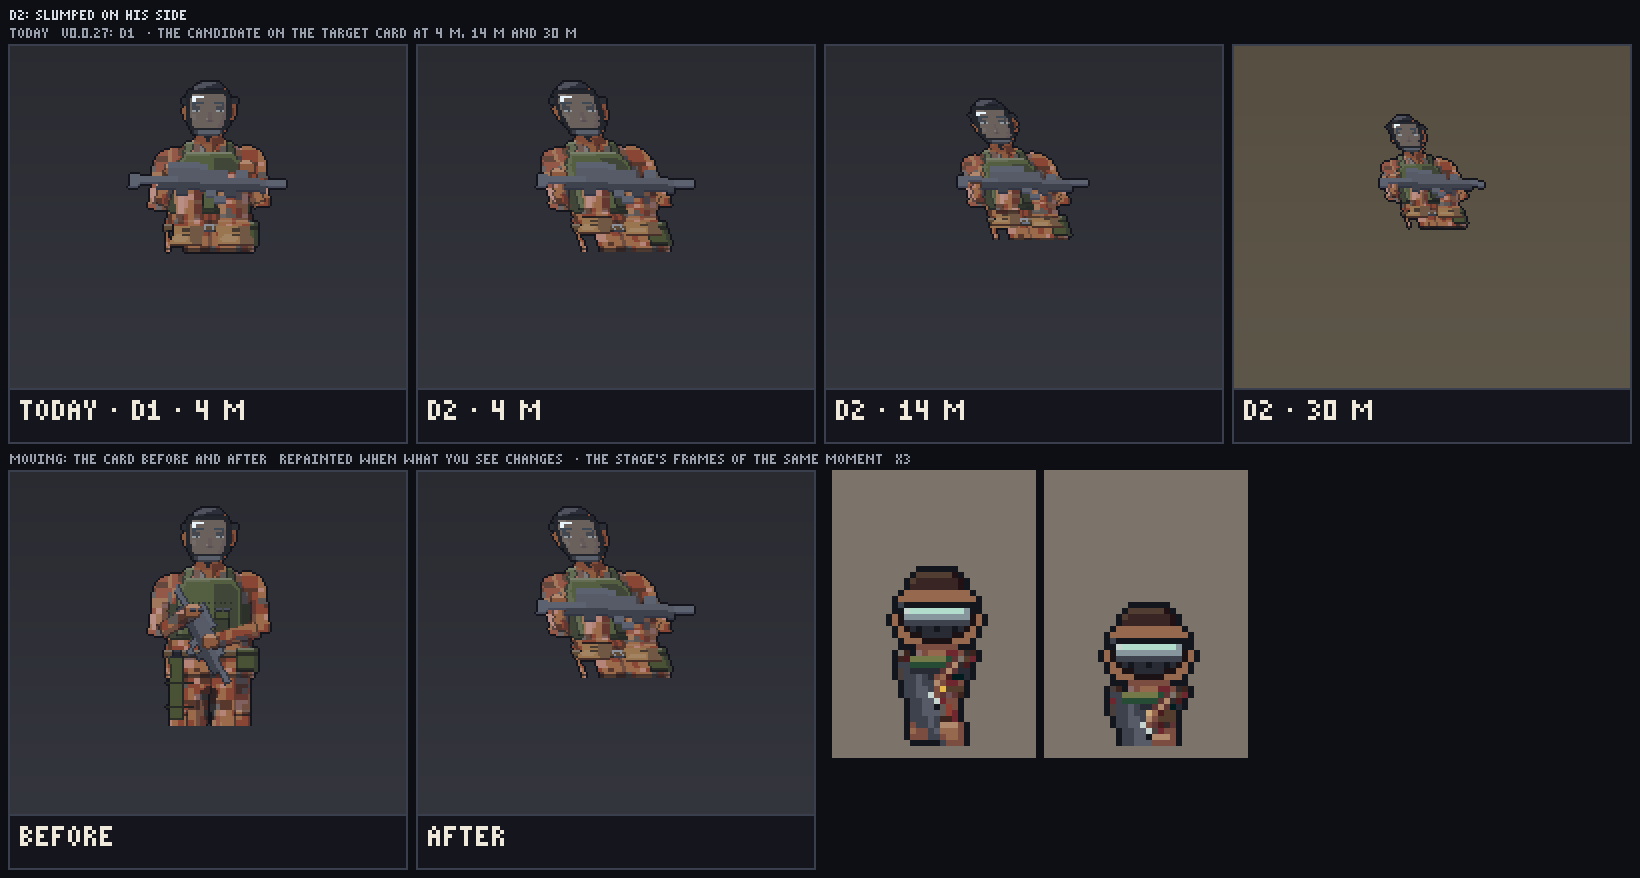 D2: SLUMPED ON HIS SIDE
TODAY V0.0.27: D1 · THE CANDIDATE ON THE TARGET CARD AT 4 M, 14 M AND 30 M
TODAY · D1 · 4 M
D2 · 4 M
D2 · 14 M
D2 · 30 M
MOVING: THE CARD BEFORE AND AFTER REPAINTED WHEN WHAT YOU SEE CHANGES · THE STAGE'S FRAMES OF THE SAME MOMENT X3
BEFORE
AFTER